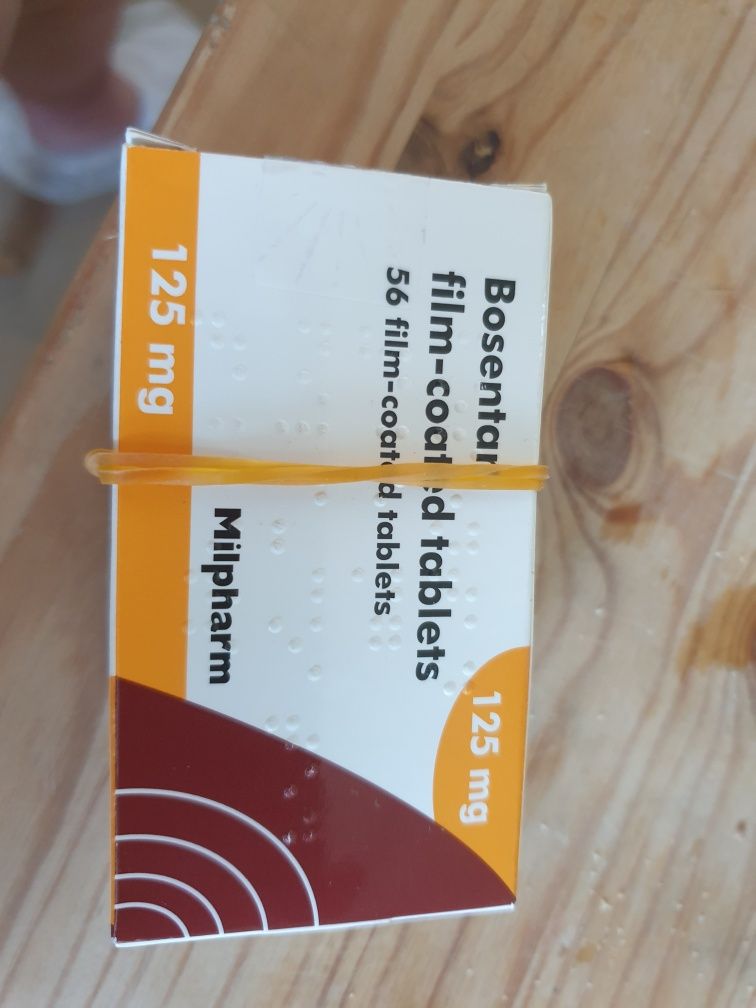 Bosentan
film-coated tablets
56 film-coated tablets
125 mg
Milpharm
125 mg